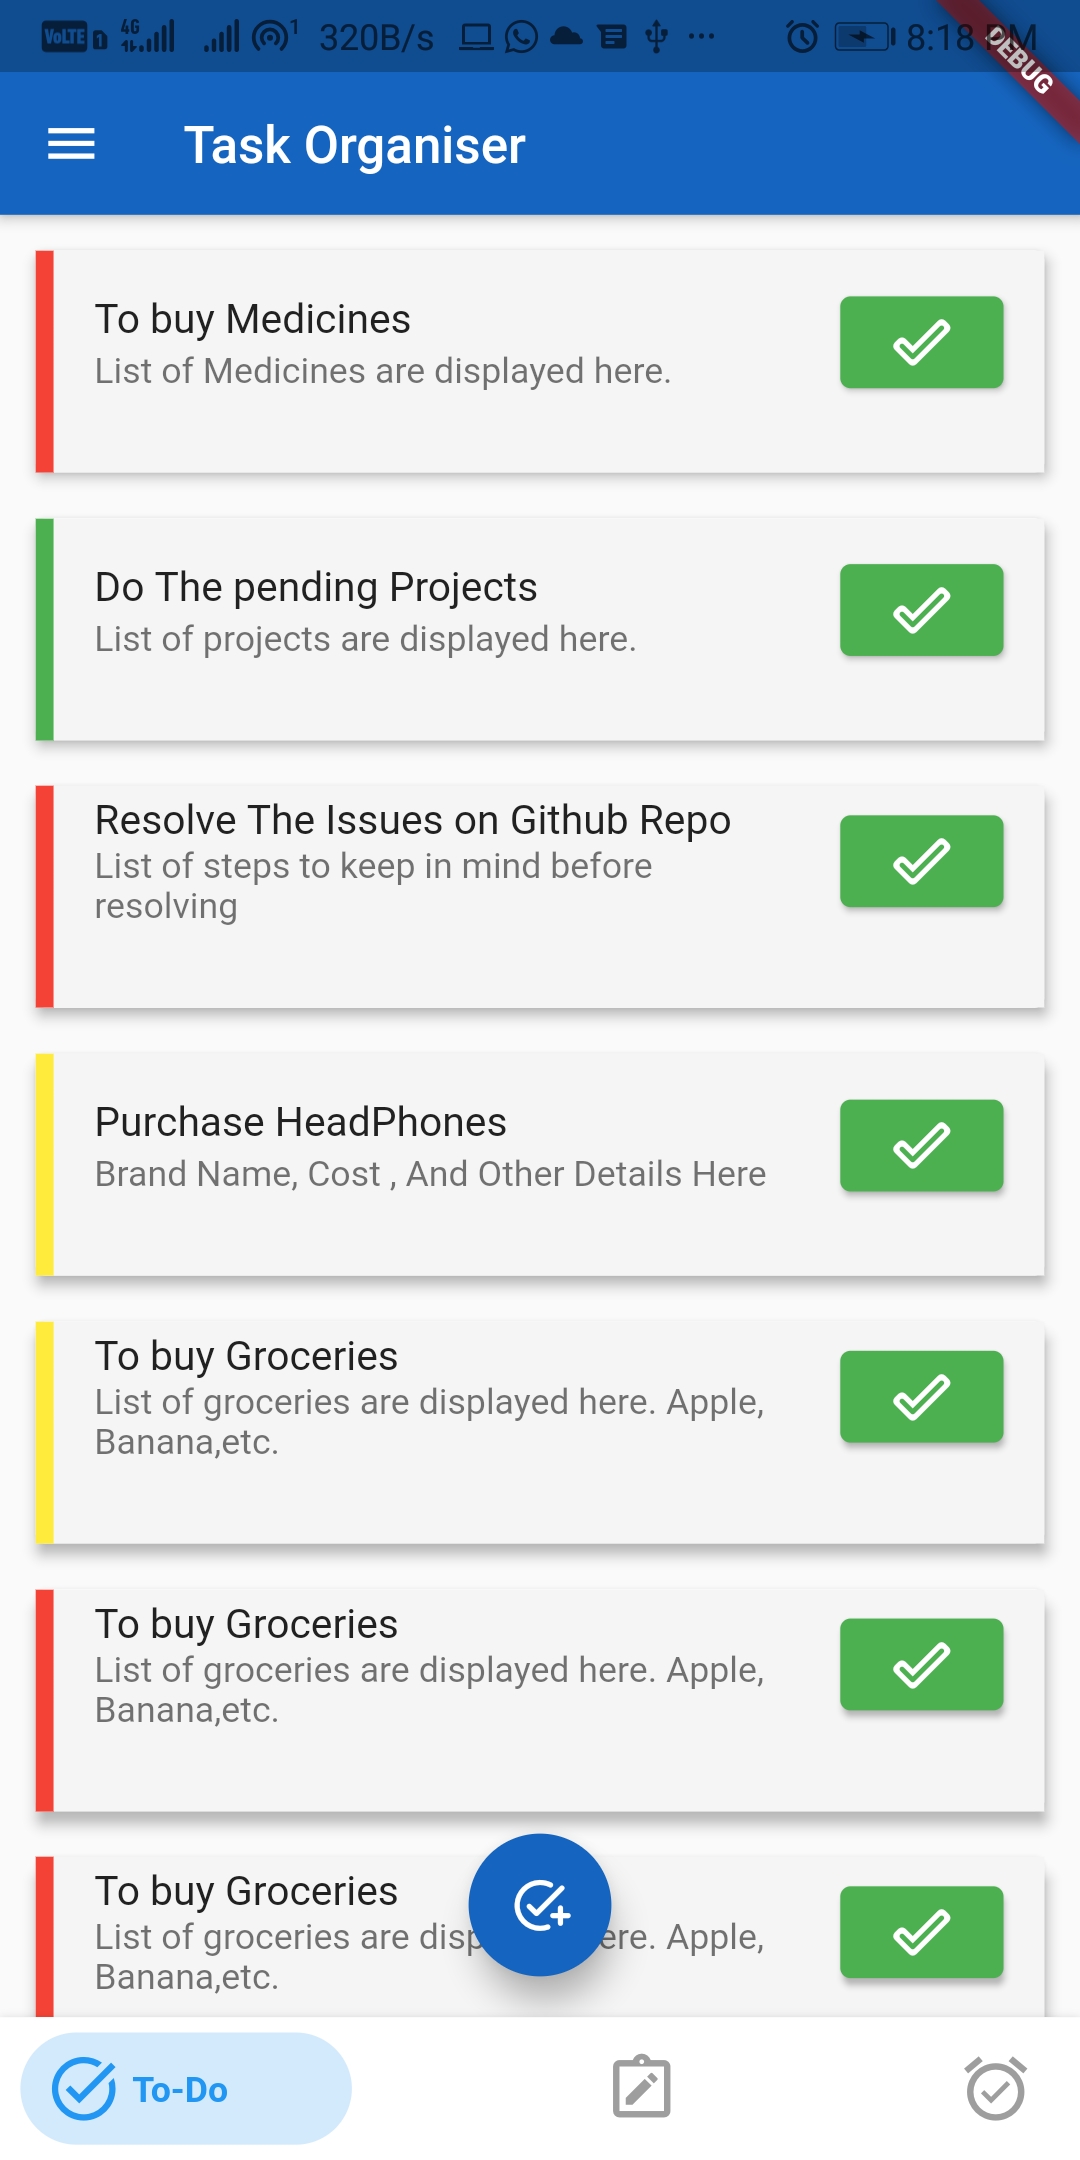 VoLTE 1 4G 1 320B/s 8:18 PM
DEBUG
Task Organiser
To buy Medicines
List of Medicines are displayed here.
Do The pending Projects
List of projects are displayed here.
Resolve The Issues on Github Repo
List of steps to keep in mind before
resolving
Purchase HeadPhones
Brand Name, Cost , And Other Details Here
To buy Groceries
List of groceries are displayed here. Apple,
Banana,etc.
To buy Groceries
List of groceries are displayed here. Apple,
Banana,etc.
To buy Groceries
List of groceries are disp ere. Apple,
Banana,etc.
To-Do